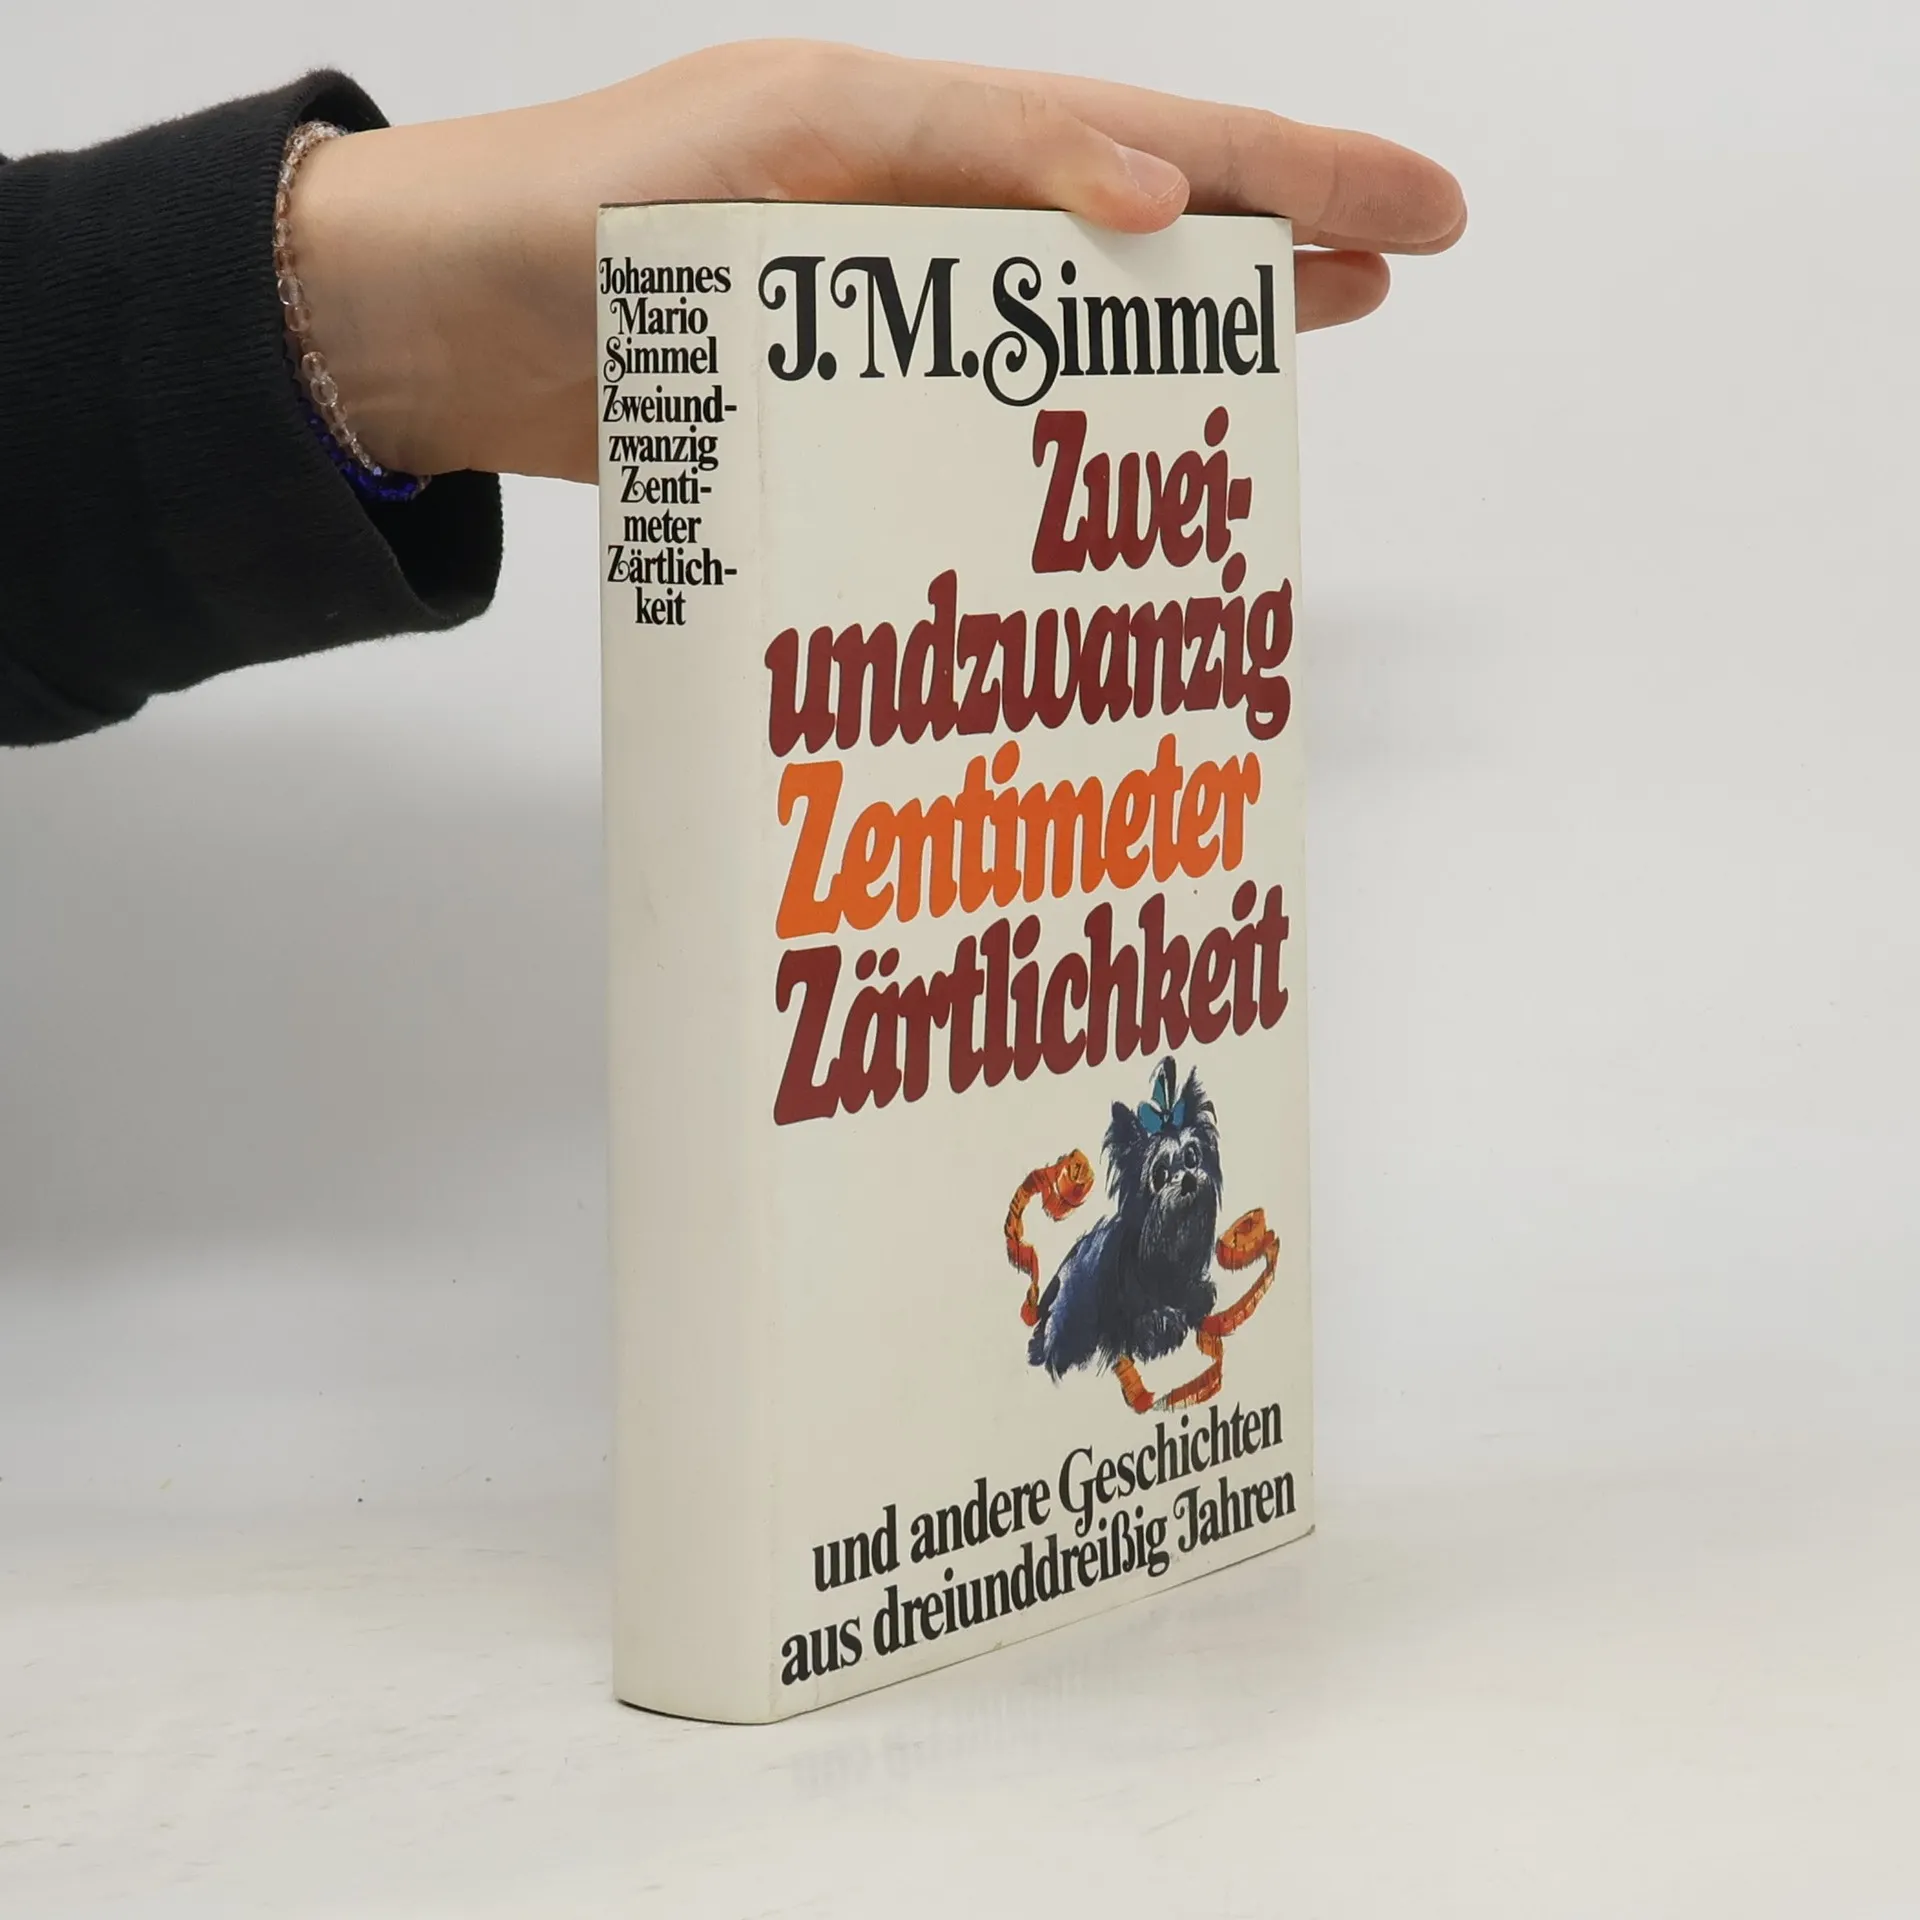 Johannes
Mario
Simmel
Zweiund-
zwanzig
Zenti-
meter
Zärtlich-
keit
J.M.Simmel
Zwei-
undzwanzig
Zentimeter
Zärtlichkeit
und andere Geschichten
aus dreiunddreißig Jahren